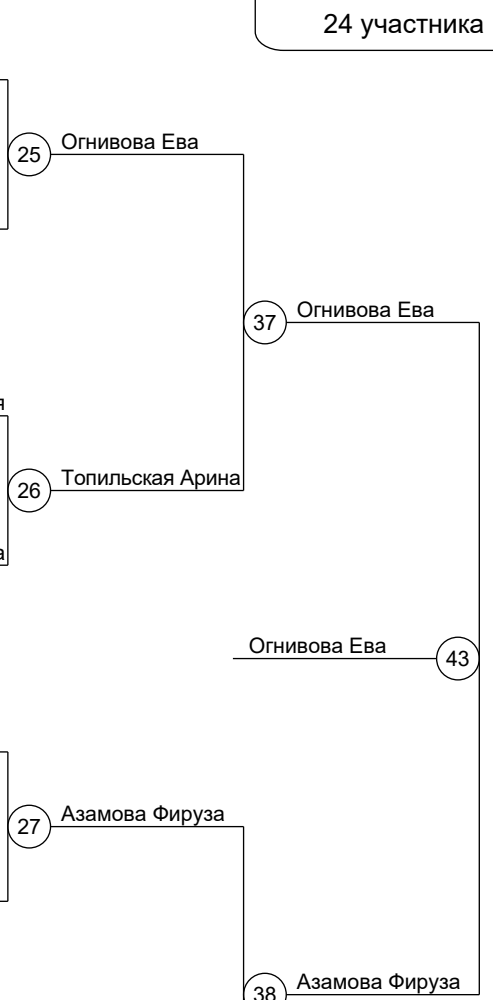 24 участника
Огнивова Ева
25
Огнивова Ева
37
я
Топильская Арина
26
а
Огнивова Ева
43
Азамова Фируза
27
Азамова Фируза
38